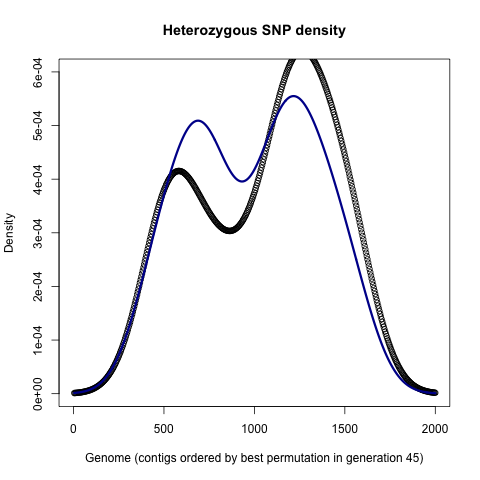 Heterozygous SNP density
Density
6e-04
5e-04
4e-04
3e-04
2e-04
1e-04
0e+00
0 500 1000 1500 2000
Genome (contigs ordered by best permutation in generation 45)